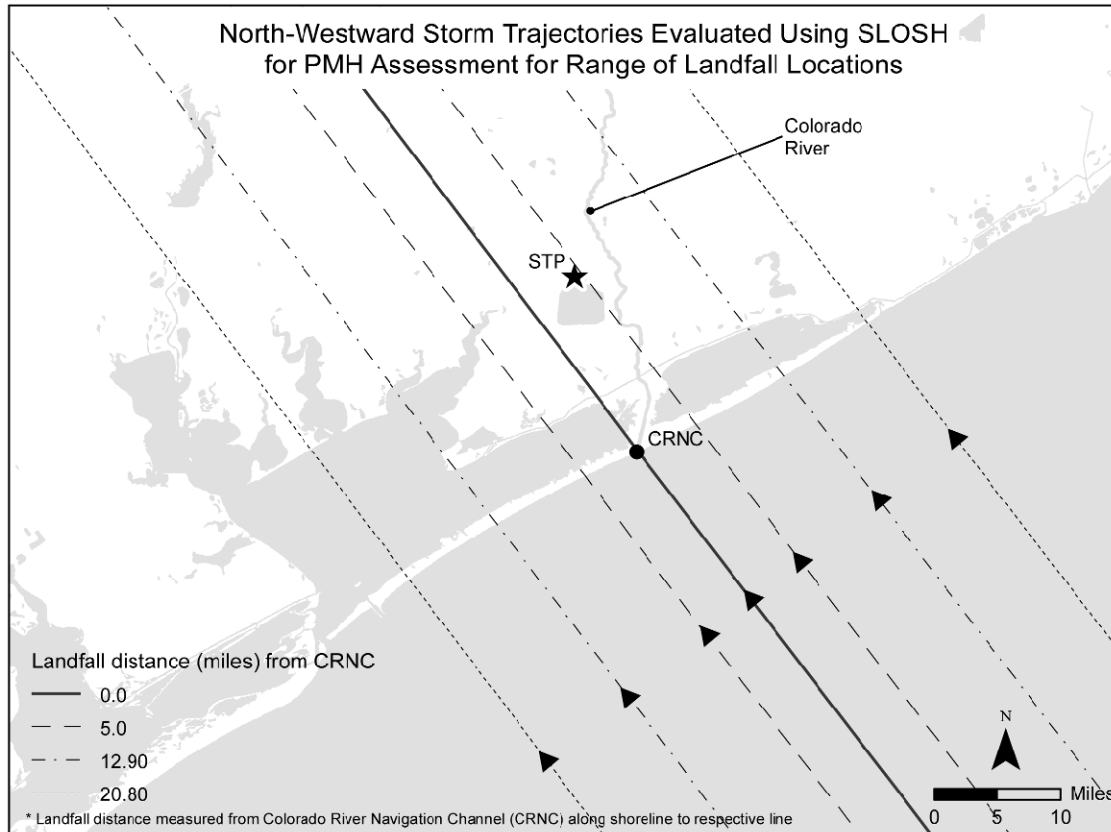 North-Westward Storm Trajectories Evaluated Using SLOSH
for PMH Assessment for Range of Landfall Locations
Colorado
River
STP
CRNC
Landfall distance (miles) from CRNC
0.0
5.0
12.90
20.80
N
Miles
0 5 10
* Landfall distance measured from Colorado River Navigation Channel (CRNC) along shoreline to respective line